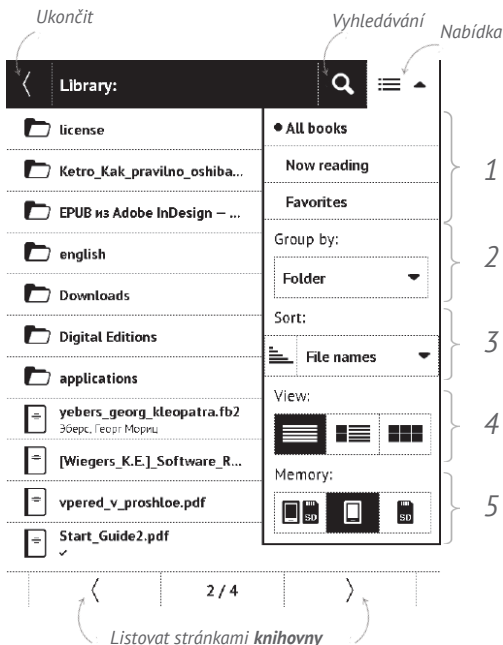 Ukončit
Vyhledávání
Nabídka
Library:
license
Ketro_Kak_pravilno_oshiba...
EPUB из Adobe InDesign — ...
english
Downloads
Digital Editions
applications
yebers_georg_kleopatra.fb2
Эберс, Георг Мориц
[Wiegers_K.E.]_Software_R...
vpered_v_proshloe.pdf
Start_Guide2.pdf
All books
Now reading
Favorites
1
Group by:
Folder
2
Sort:
File names
3
View:
4
Memory:
SD
SD
5
2 / 4
Listovat stránkami knihovny